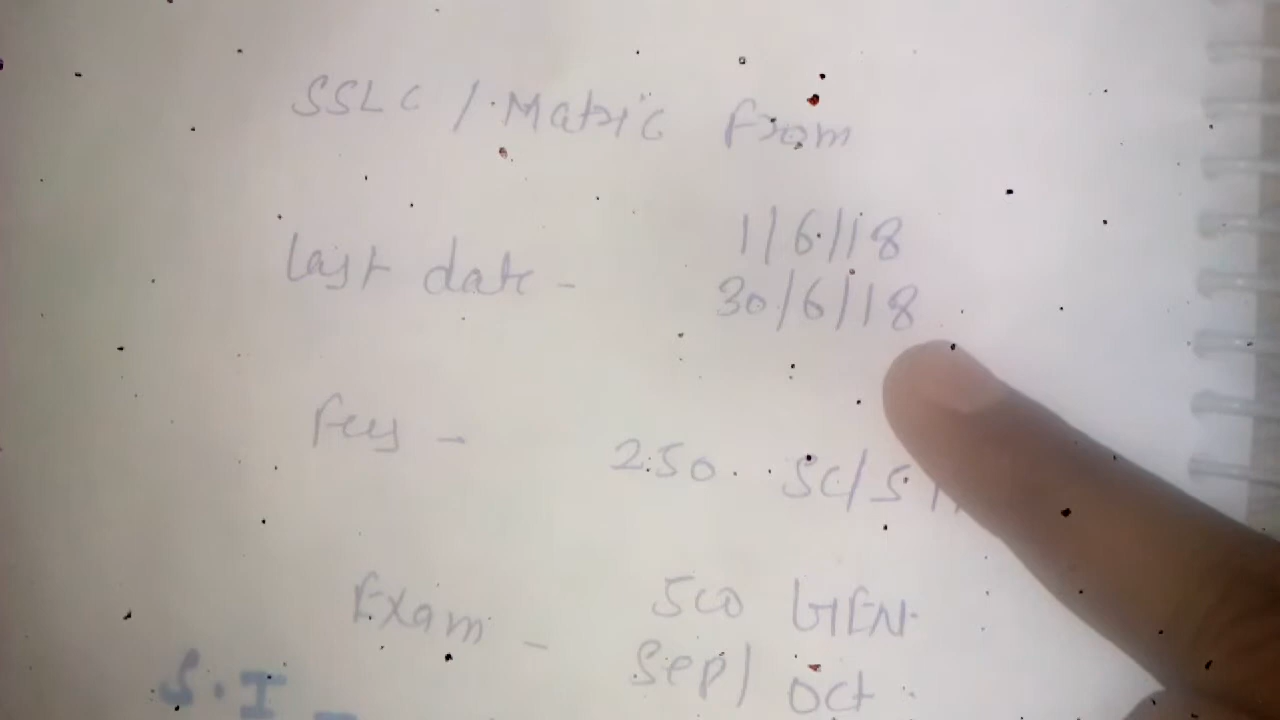 SSLC / Matric From
1/6/18
Last date - 30/6/18
Fees - 250. SC/S
500 GEN.
Exam - Sep/ Oct.
S.I